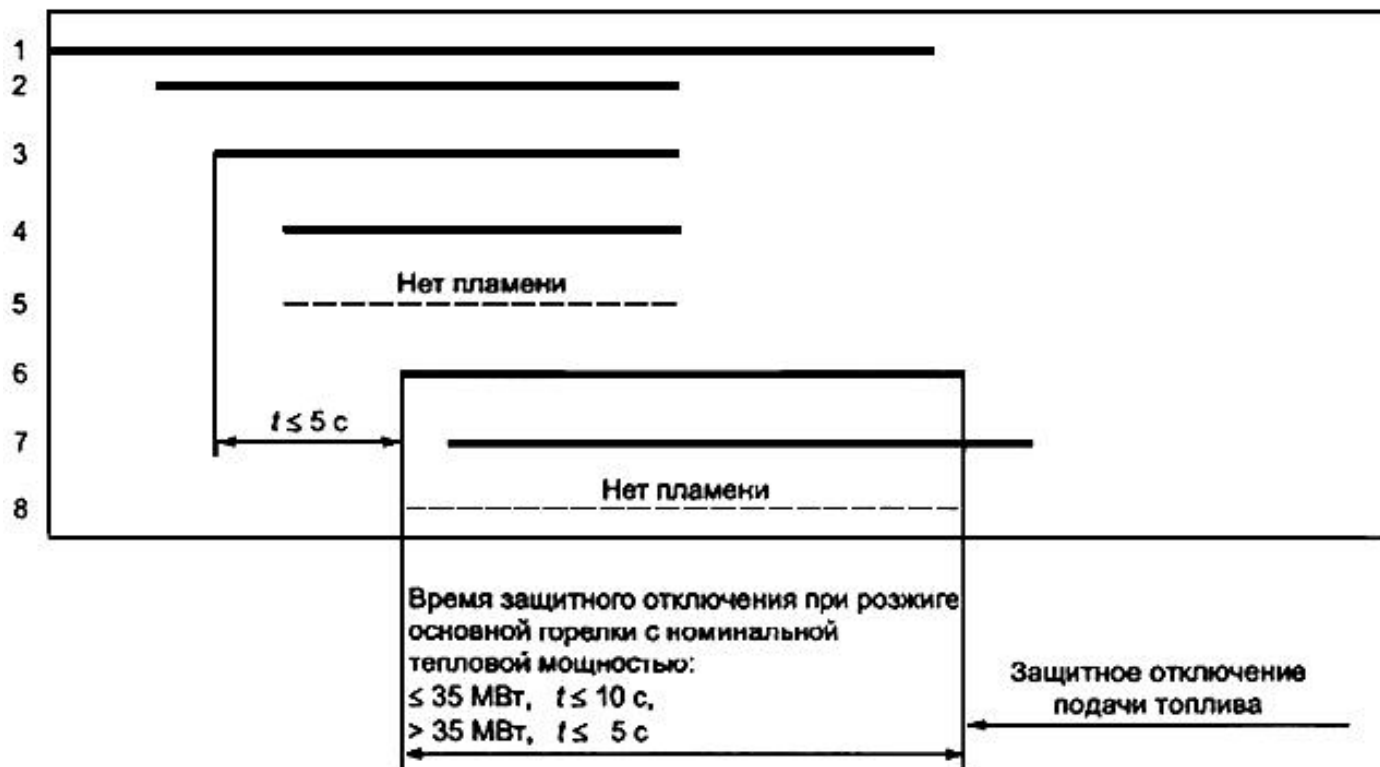 1
2
3
4
Нет пламени
5
6
t ≤ 5 с
7
Нет пламени
8
Время защитного отключения при розжиге
основной горелки с номинальной
тепловой мощностью:
≤ 35 МВт, t ≤ 10 с,
> 35 МВт, t ≤ 5 с
Защитное отключение
подачи топлива